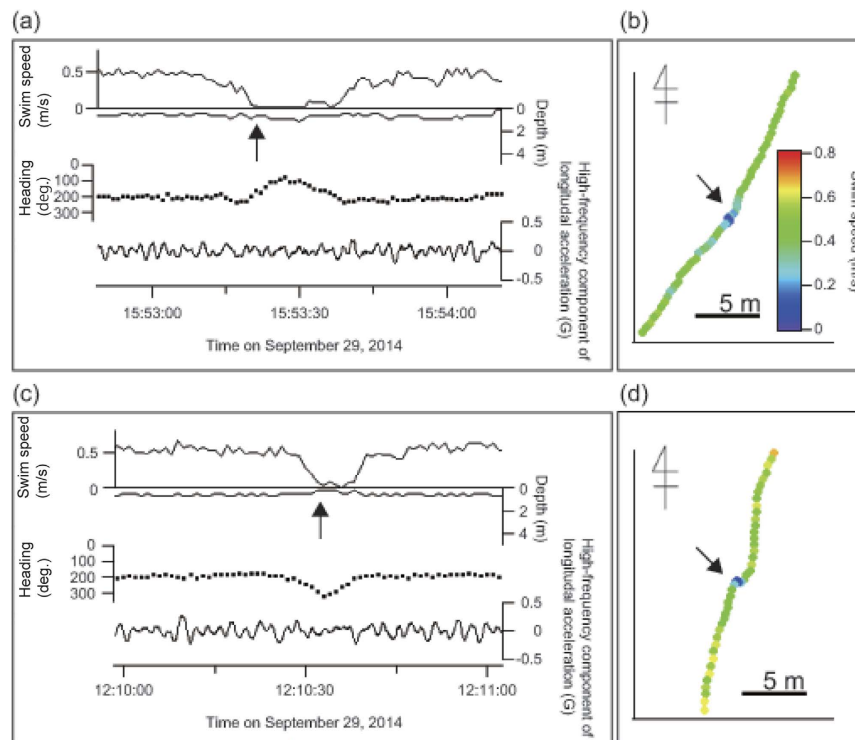 (a)
Swim speed
(m/s)
0.5
0
0
2
4
Depth (m)
Heading
(deg.)
0
100
200
300
0.5
0
-0.5
High-frequency component of
longitudal acceleration (G)
15:53:00
15:53:30
15:54:00
Time on September 29, 2014
(b)
0.8
0.6
0.4
0.2
0
5 m
(c)
Swim speed
(m/s)
0.5
0
0
2
4
Depth (m)
Heading
(deg.)
0
100
200
300
0.5
0
-0.5
High-frequency component of
longitudal acceleration (G)
12:10:00
12:10:30
12:11:00
Time on September 29, 2014
(d)
5 m